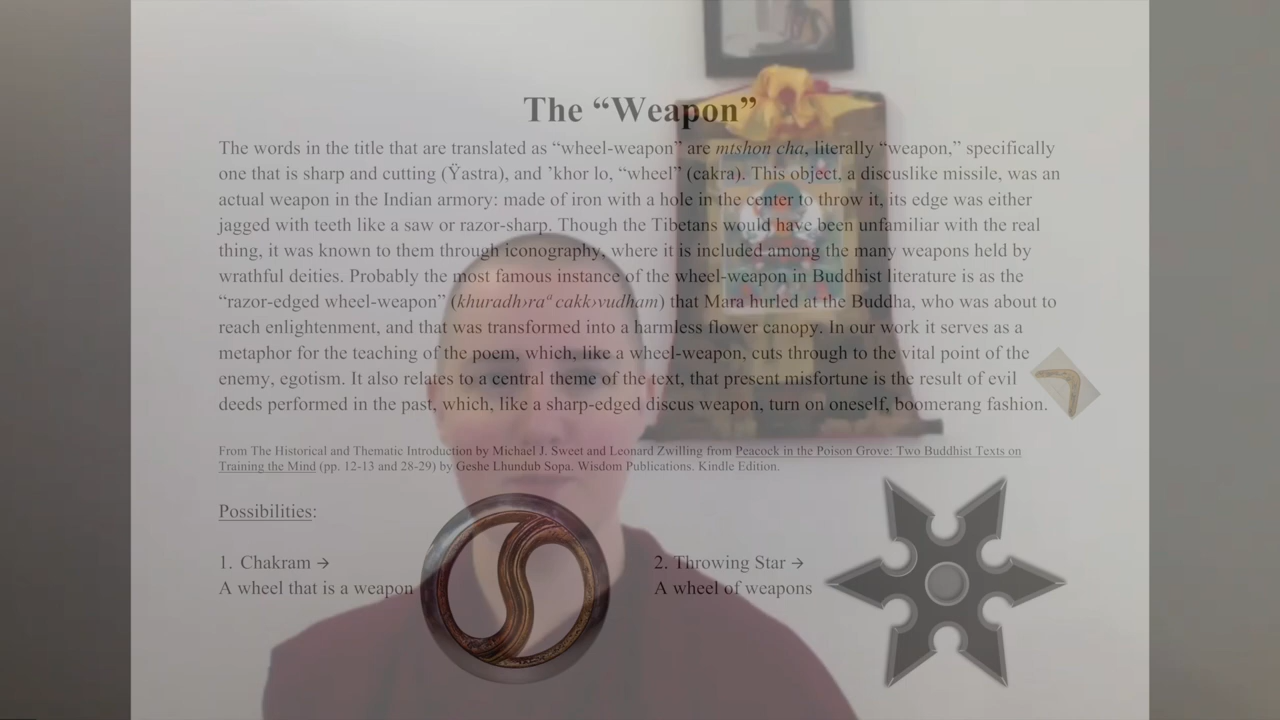 The “Weapon”
The words in the title that are translated as “wheel-weapon” are mtshon cha, literally “weapon,” specifically
one that is sharp and cutting (Ÿastra), and ’khor lo, “wheel” (cakra). This object, a discuslike missile, was an
actual weapon in the Indian armory: made of iron with a hole in the center to throw it, its edge was either
jagged with teeth like a saw or razor-sharp. Though the Tibetans would have been unfamiliar with the real
thing, it was known to them through iconography, where it is included among the many weapons held by
wrathful deities. Probably the most famous instance of the wheel-weapon in Buddhist literature is as the
“razor-edged wheel-weapon” (khuradh›raª cakk›vudham) that Mara hurled at the Buddha, who was about to
reach enlightenment, and that was transformed into a harmless flower canopy. In our work it serves as a
metaphor for the teaching of the poem, which, like a wheel-weapon, cuts through to the vital point of the
enemy, egotism. It also relates to a central theme of the text, that present misfortune is the result of evil
deeds performed in the past, which, like a sharp-edged discus weapon, turn on oneself, boomerang fashion.
From The Historical and Thematic Introduction by Michael J. Sweet and Leonard Zwilling from Peacock in the Poison Grove: Two Buddhist Texts on
Training the Mind (pp. 12-13 and 28-29) by Geshe Lhundub Sopa. Wisdom Publications. Kindle Edition.
Possibilities:
1. Chakram →
A wheel that is a weapon
2. Throwing Star →
A wheel of weapons